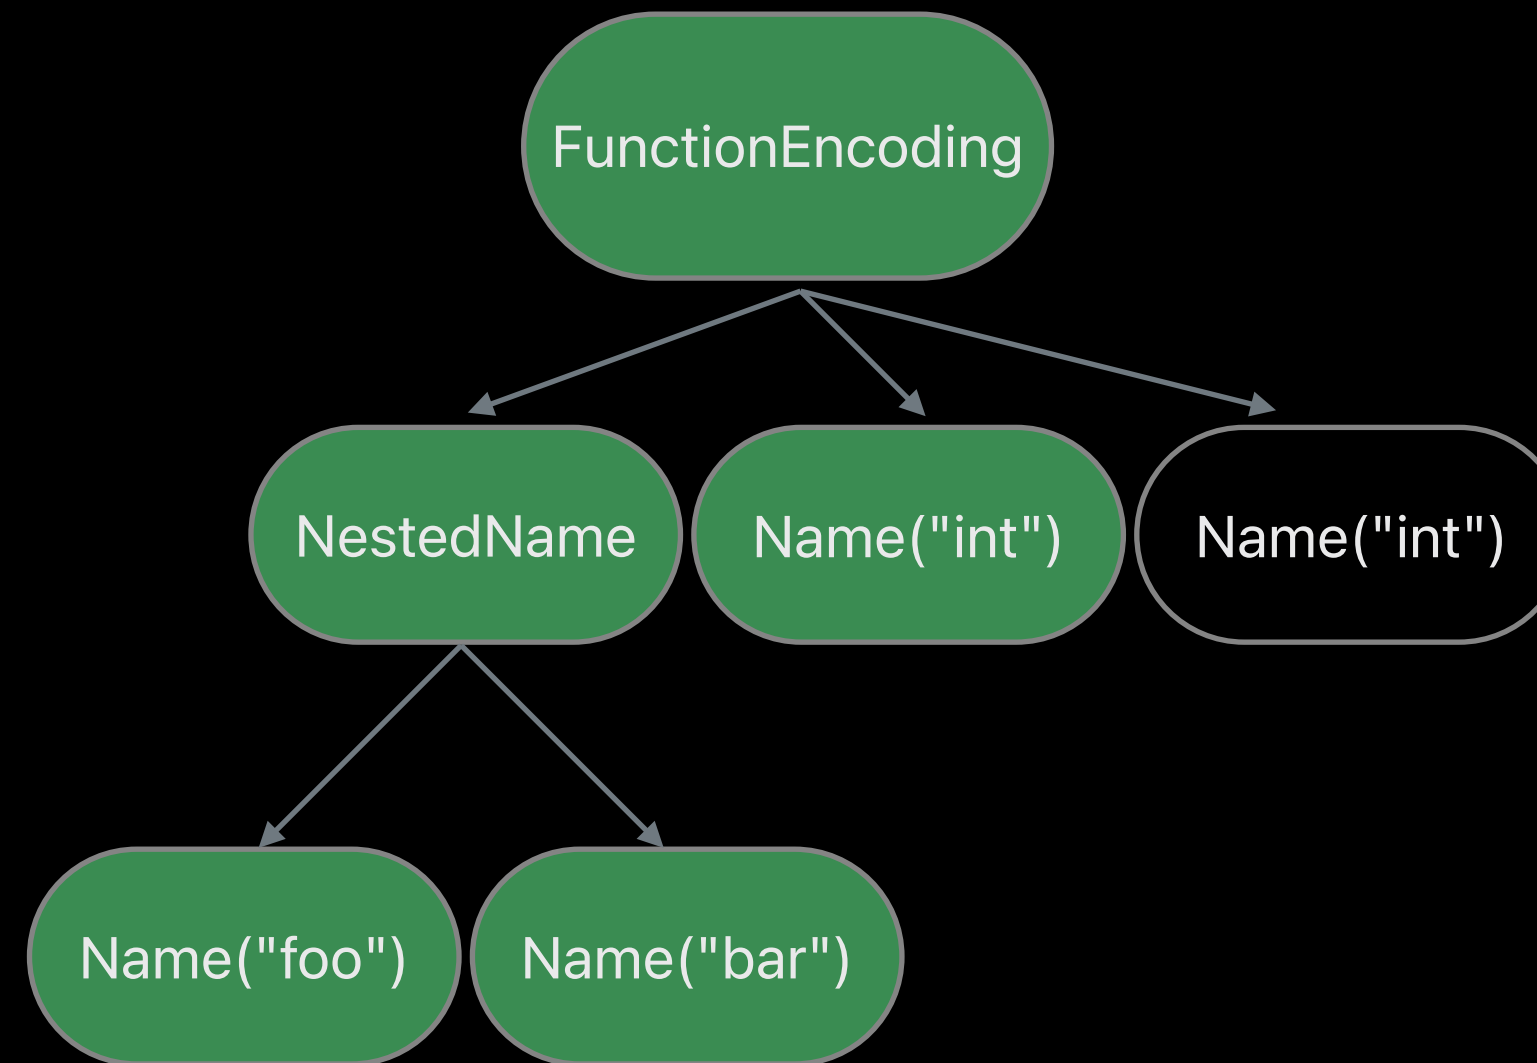 FunctionEncoding
NestedName
Name("int")
Name("int")
Name("foo")
Name("bar")